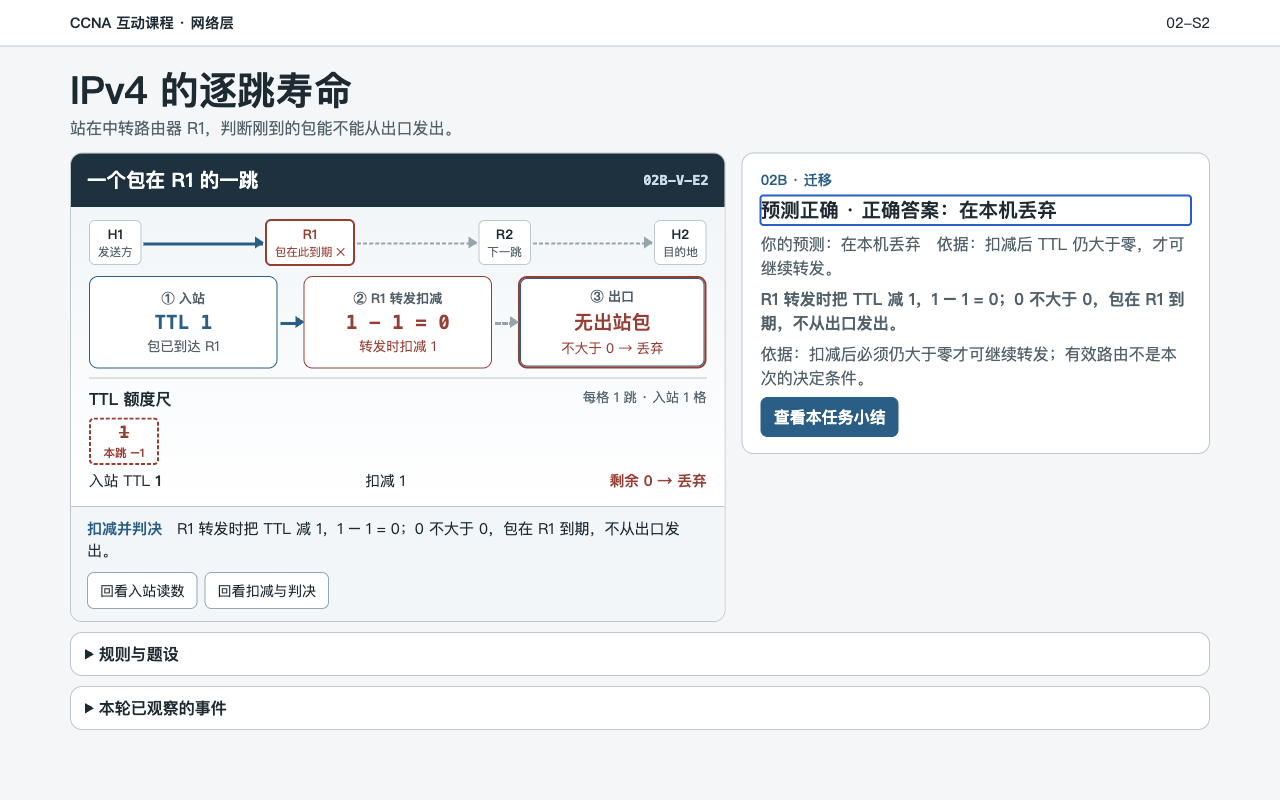 CCNA 互动课程 · 网络层
02–S2
IPv4 的逐跳寿命
站在中转路由器 R1，判断刚到的包能不能从出口发出。
一个包在 R1 的一跳
02B-V-E2
H1
发送方
R1
包在此到期 ×
R2
下一跳
H2
目的地
① 入站
TTL 1
包已到达 R1
② R1 转发扣减
1 − 1 = 0
转发时扣减 1
③ 出口
无出站包
不大于 0 → 丢弃
TTL 额度尺
每格 1 跳 · 入站 1 格
1
本跳 −1
入站 TTL 1
扣减 1
剩余 0 → 丢弃
扣减并判决 R1 转发时把 TTL 减 1，1 − 1 = 0；0 不大于 0，包在 R1 到期，不从出口发
出。
回看入站读数
回看扣减与判决
02B · 迁移
预测正确 · 正确答案：在本机丢弃
你的预测：在本机丢弃 依据：扣减后 TTL 仍大于零，才可
继续转发。
R1 转发时把 TTL 减 1，1 − 1 = 0；0 不大于 0，包在 R1 到
期，不从出口发出。
依据：扣减后必须仍大于零才可继续转发；有效路由不是本
次的决定条件。
查看本任务小结
▶ 规则与题设
▶ 本轮已观察的事件